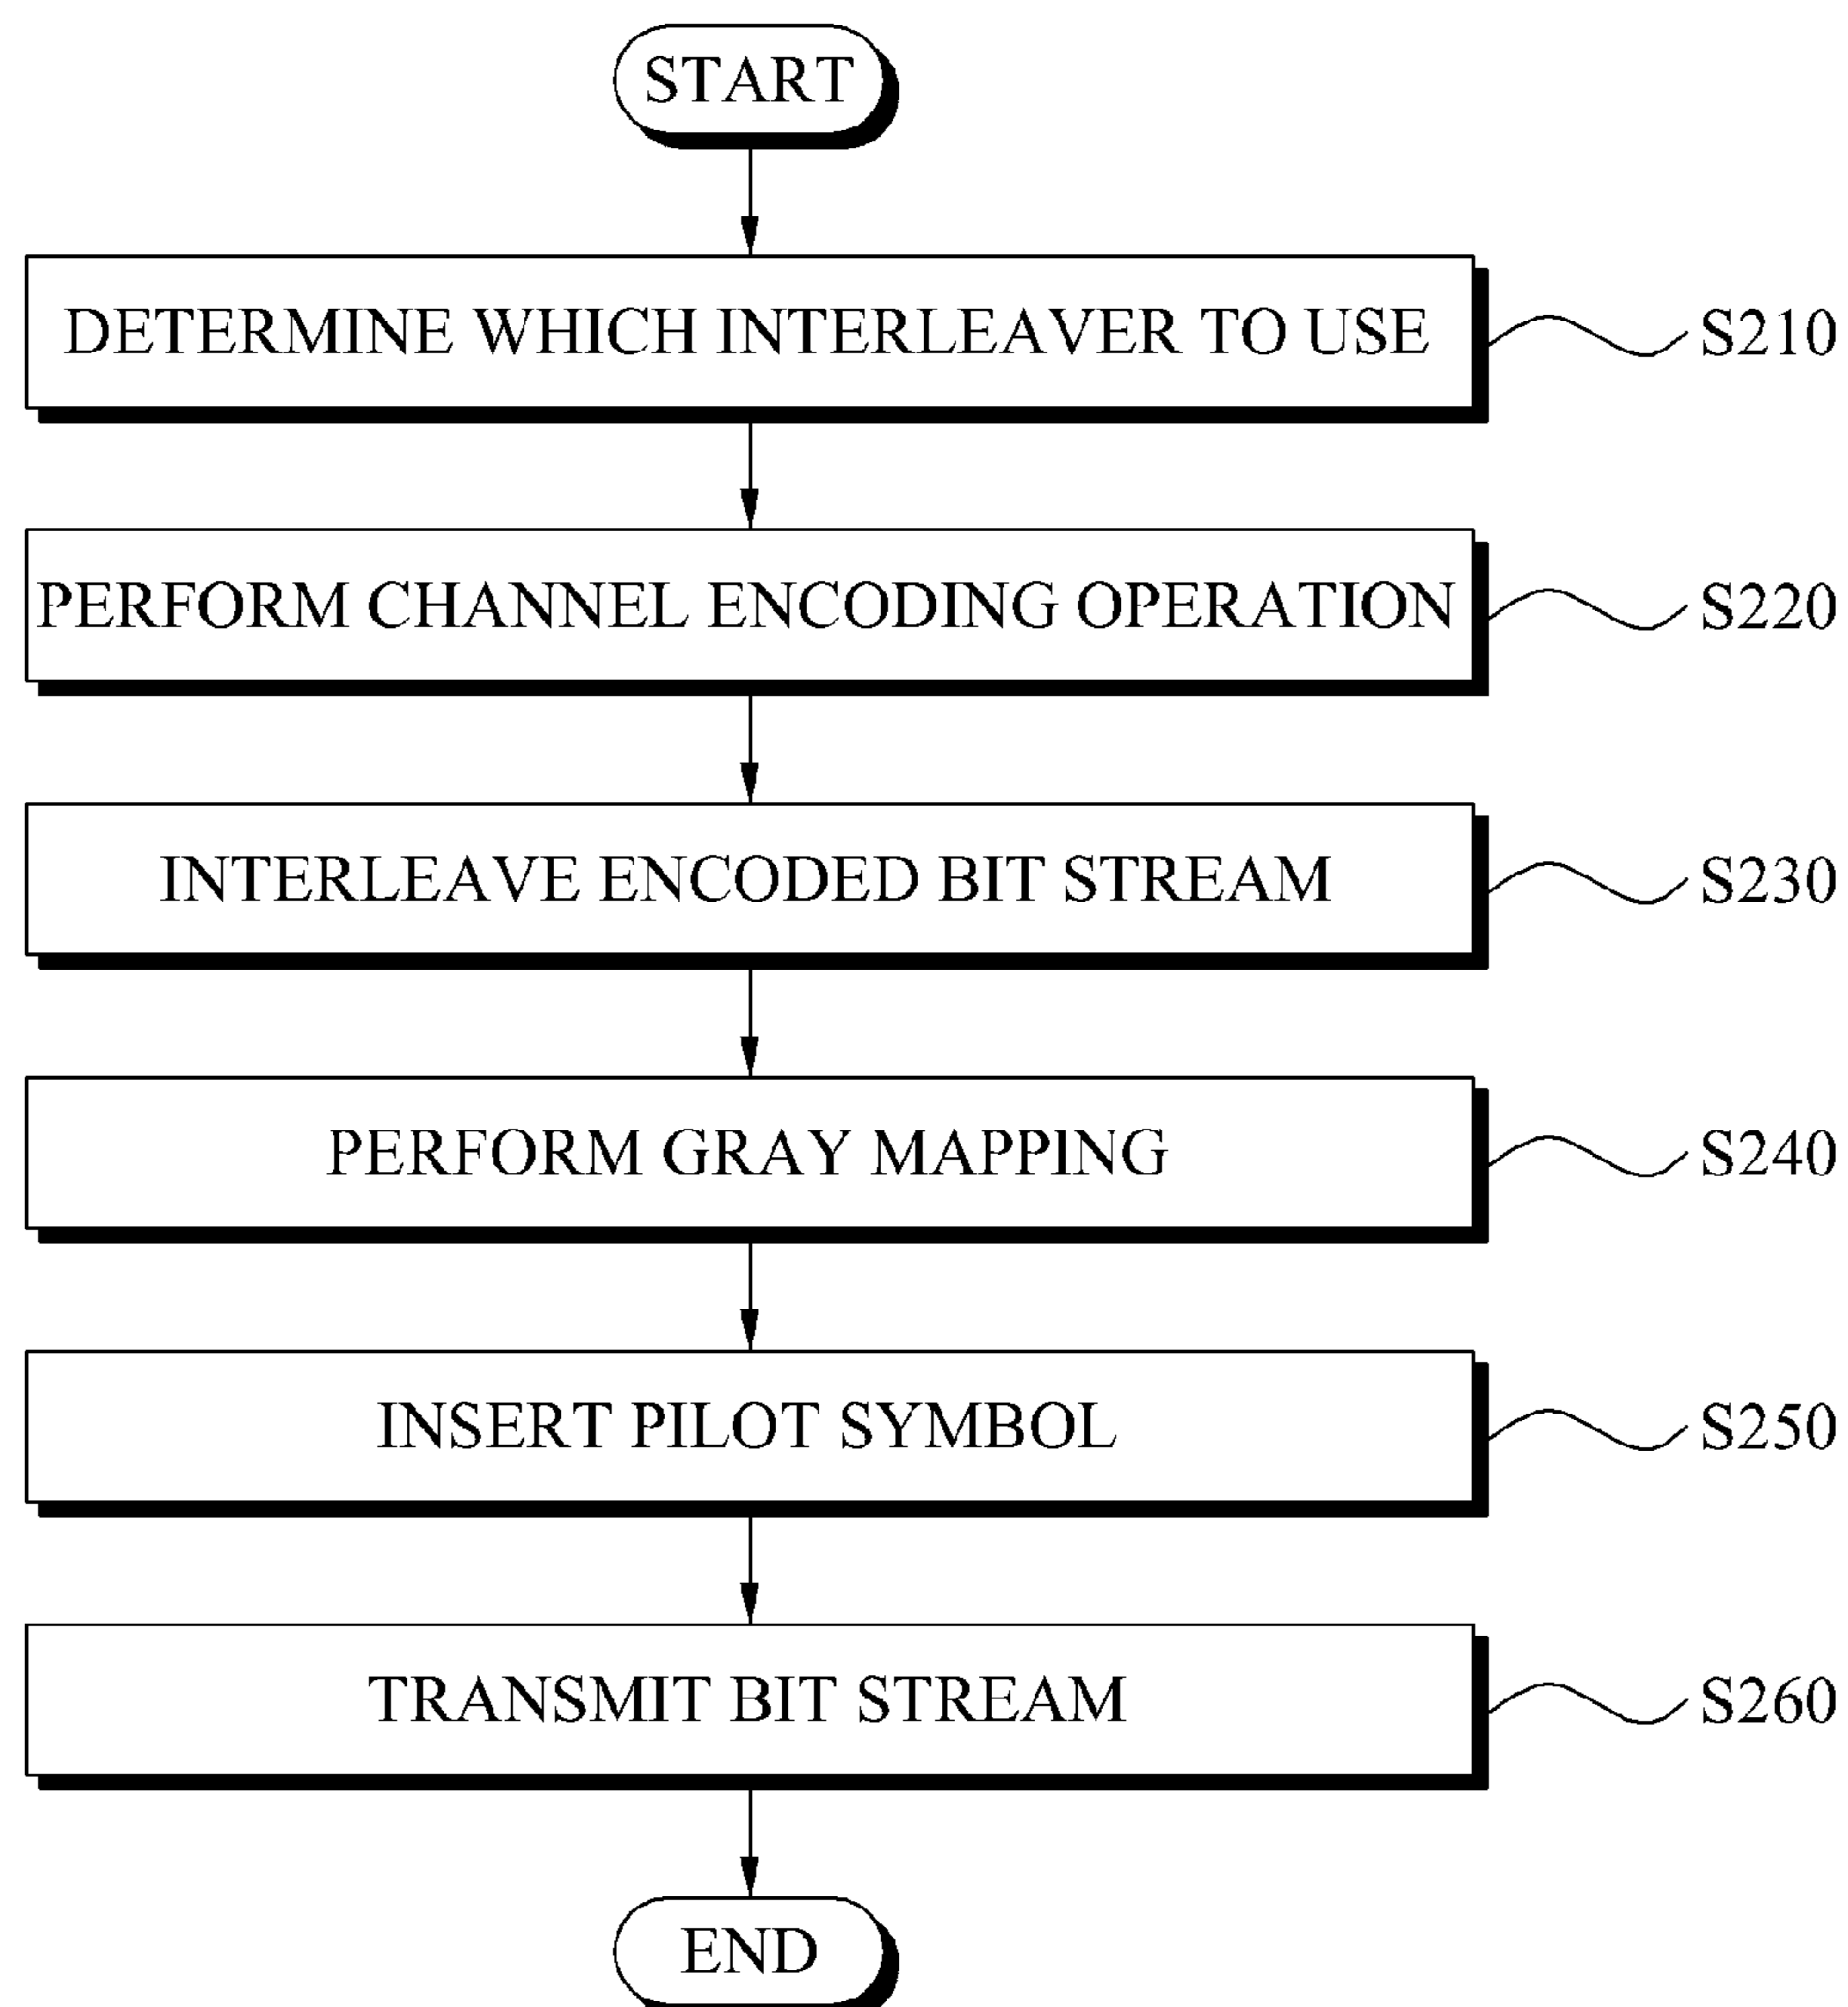 START
DETERMINE WHICH INTERLEAVER TO USE
S210
PERFORM CHANNEL ENCODING OPERATION
S220
INTERLEAVE ENCODED BIT STREAM
S230
PERFORM GRAY MAPPING
S240
INSERT PILOT SYMBOL
S250
TRANSMIT BIT STREAM
S260
END